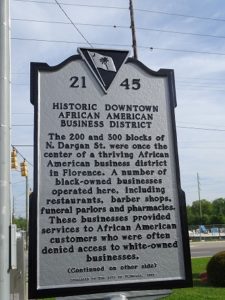 21 45
HISTORIC DOWNTOWN
AFRICAN AMERICAN
BUSINESS DISTRICT
The 200 and 300 blocks of
N. Dargan St. were once the
center of a thriving African
American business district
in Florence. A number of
black-owned businesses
operated here, including
restaurants, barber shops,
funeral parlors and pharmacies.
These businesses provided
services to African American
customers who were often
denied access to white-owned
businesses.
(Continued on other side)